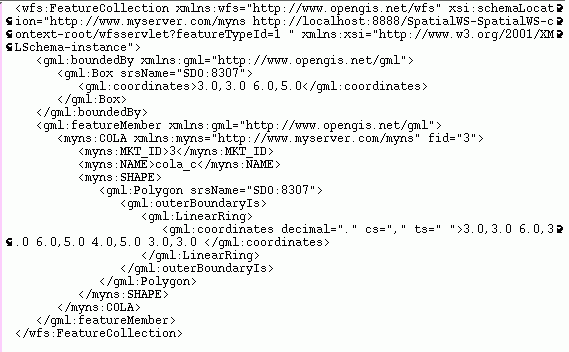 <wfs:FeatureCollection xmlns:wfs="http://www.opengis.net/wfs" xsi:schemaLocat
ion="http://www.myserver.com/myns http://localhost:8888/SpatialWS-SpatialWS-c
ontext-root/wfsservlet?featureTypeId=1 " xmlns:xsi="http://www.w3.org/2001/XM
LSchema-instance">
<gml:boundedBy xmlns:gml="http://www.opengis.net/gml">
<gml:Box srsName="SDO:8307">
<gml:coordinates>3.0,3.0 6.0,5.0</gml:coordinates>
</gml:Box>
</gml:boundedBy>
<gml:featureMember xmlns:gml="http://www.opengis.net/gml">
<myns:COLA xmlns:myns="http://www.myserver.com/myns" fid="3">
<myns:MKT_ID>3</myns:MKT_ID>
<myns:NAME>cola_c</myns:NAME>
<myns:SHAPE>
<gml:Polygon srsName="SDO:8307">
<gml:outerBoundaryIs>
<gml:LinearRing>
<gml:coordinates decimal="." cs="," ts=" ">3.0,3.0 6.0,3
.0 6.0,5.0 4.0,5.0 3.0,3.0 </gml:coordinates>
</gml:LinearRing>
</gml:outerBoundaryIs>
</gml:Polygon>
</myns:SHAPE>
</myns:COLA>
</gml:featureMember>
</wfs:FeatureCollection>